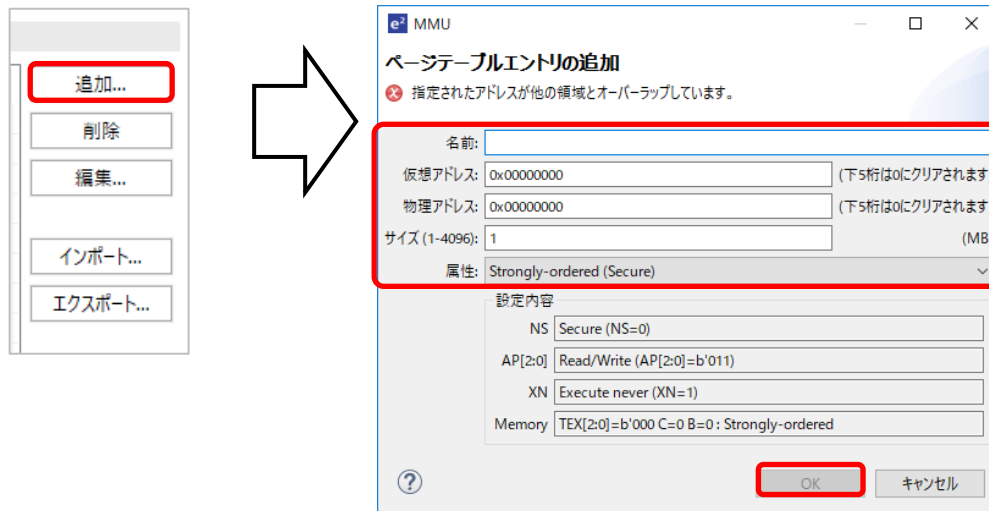 追加...
削除
編集...
インポート...
エクスポート...
e² MMU
ページテーブルエントリの追加
指定されたアドレスが他の領域とオーバーラップしています。
名前:
仮想アドレス: 0x00000000 (下5桁は0にクリアされます
物理アドレス: 0x00000000 (下5桁は0にクリアされます
サイズ (1-4096): 1 (MB
属性: Strongly-ordered (Secure)
設定内容
NS Secure (NS=0)
AP[2:0] Read/Write (AP[2:0]=b'011)
XN Execute never (XN=1)
Memory TEX[2:0]=b'000 C=0 B=0 : Strongly-ordered
? OK キャンセル